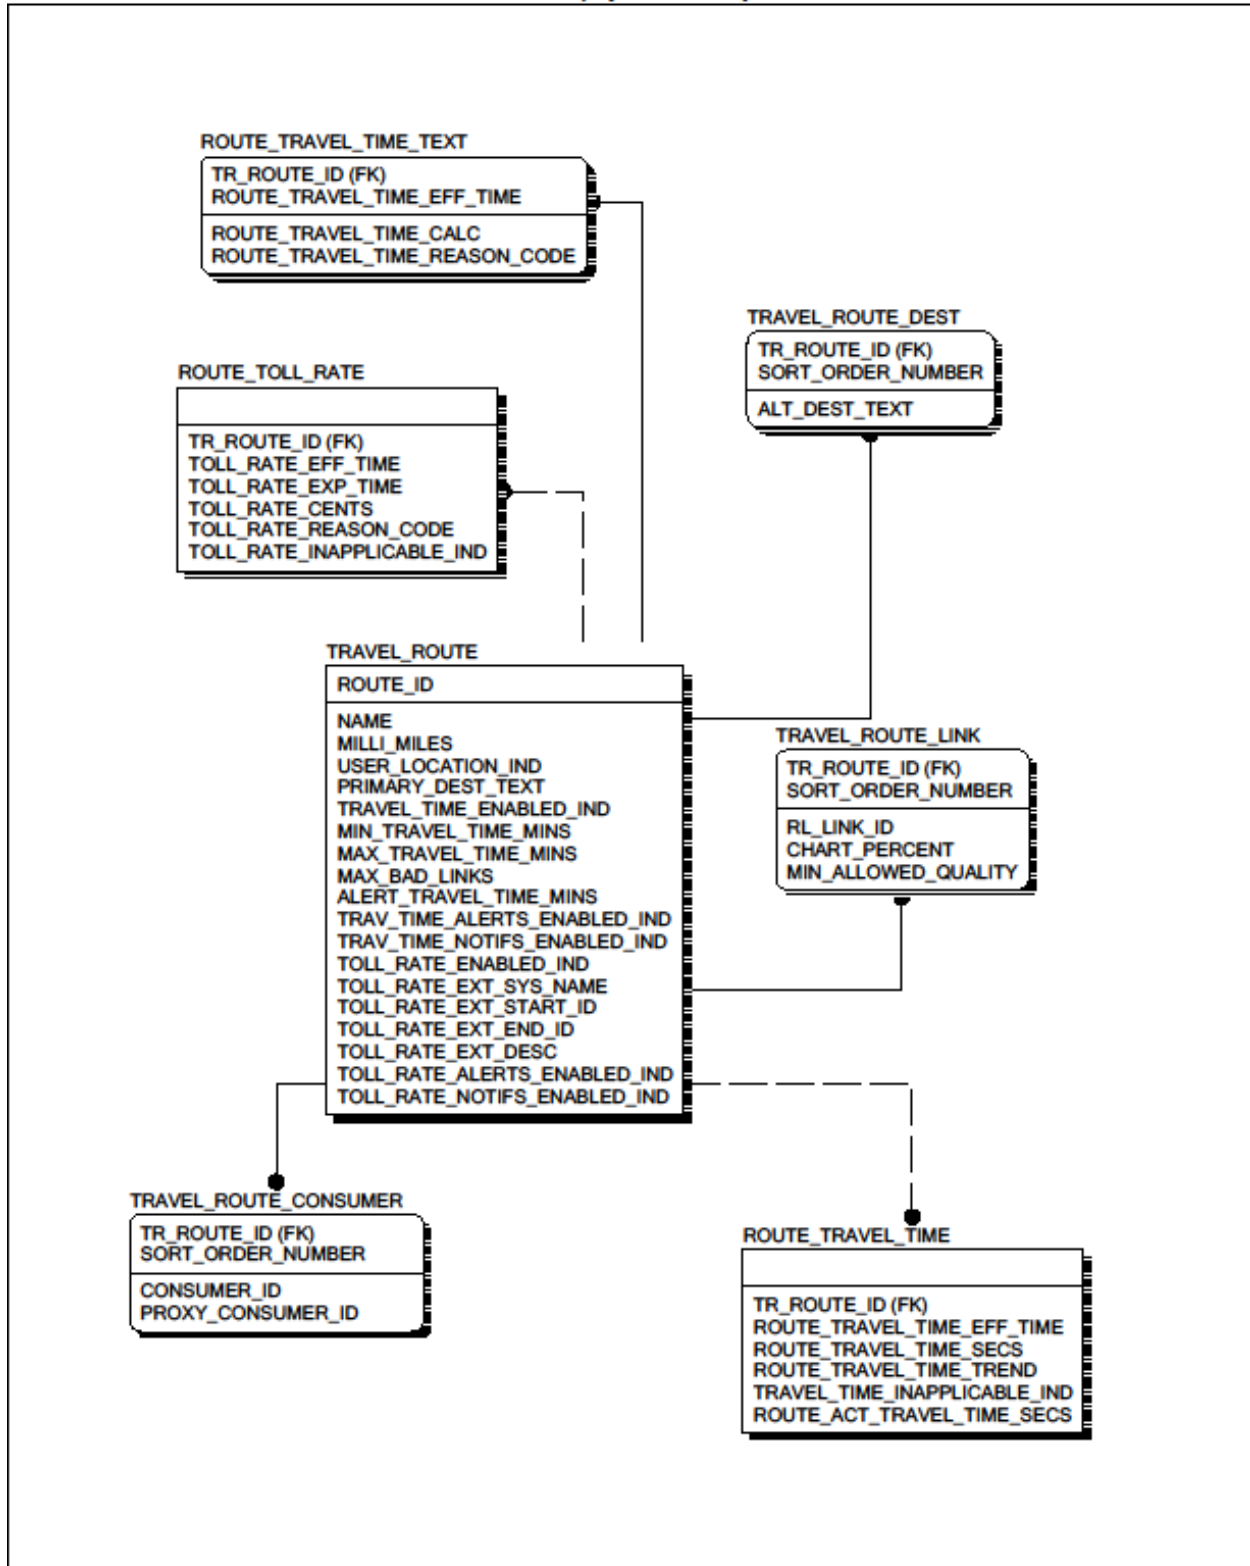 ROUTE_TRAVEL_TIME_TEXT
TR_ROUTE_ID (FK)
ROUTE_TRAVEL_TIME_EFF_TIME
ROUTE_TRAVEL_TIME_CALC
ROUTE_TRAVEL_TIME_REASON_CODE
TRAVEL_ROUTE_DEST
TR_ROUTE_ID (FK)
SORT_ORDER_NUMBER
ALT_DEST_TEXT
ROUTE_TOLL_RATE
TR_ROUTE_ID (FK)
TOLL_RATE_EFF_TIME
TOLL_RATE_EXP_TIME
TOLL_RATE_CENTS
TOLL_RATE_REASON_CODE
TOLL_RATE_INAPPLICABLE_IND
TRAVEL_ROUTE
ROUTE_ID
NAME
MILLI_MILES
USER_LOCATION_IND
PRIMARY_DEST_TEXT
TRAVEL_TIME_ENABLED_IND
MIN_TRAVEL_TIME_MINS
MAX_TRAVEL_TIME_MINS
MAX_BAD_LINKS
ALERT_TRAVEL_TIME_MINS
TRAV_TIME_ALERTS_ENABLED_IND
TRAV_TIME_NOTIFS_ENABLED_IND
TOLL_RATE_ENABLED_IND
TOLL_RATE_EXT_SYS_NAME
TOLL_RATE_EXT_START_ID
TOLL_RATE_EXT_END_ID
TOLL_RATE_EXT_DESC
TOLL_RATE_ALERTS_ENABLED_IND
TOLL_RATE_NOTIFS_ENABLED_IND
TRAVEL_ROUTE_LINK
TR_ROUTE_ID (FK)
SORT_ORDER_NUMBER
RL_LINK_ID
CHART_PERCENT
MIN_ALLOWED_QUALITY
TRAVEL_ROUTE_CONSUMER
TR_ROUTE_ID (FK)
SORT_ORDER_NUMBER
CONSUMER_ID
PROXY_CONSUMER_ID
ROUTE_TRAVEL_TIME
TR_ROUTE_ID (FK)
ROUTE_TRAVEL_TIME_EFF_TIME
ROUTE_TRAVEL_TIME_SECS
ROUTE_TRAVEL_TIME_TREND
TRAVEL_TIME_INAPPLICABLE_IND
ROUTE_ACT_TRAVEL_TIME_SECS